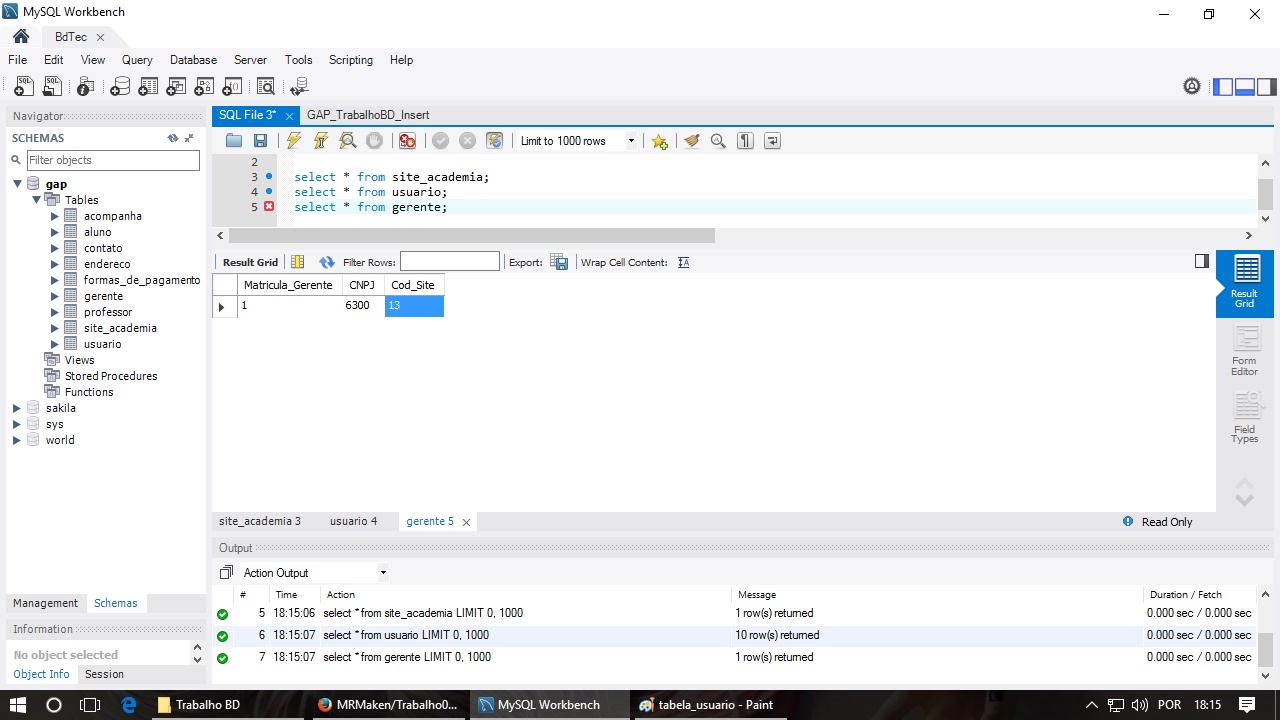 MySQL Workbench
BdTec
File Edit View Query Database Server Tools Scripting Help
Navigator
SCHEMAS
Filter objects
gap
Tables
acompanha
aluno
contato
endereco
formas_de_pagamento
gerente
professor
site_academia
usuario
Views
Stored Procedures
Functions
sakila
sys
world
Management Schemas
Information
No object selected
Object Info Session
SQL File 3* GAP_TrabalhoBD_Insert
Limit to 1000 rows
2
3 select * from site_academia;
4 select * from usuario;
5 select * from gerente;
Result Grid Filter Rows: Export: Wrap Cell Content:
Matricula_Gerente CNPJ Cod_Site
1 6300 13
Result Grid
Form Editor
Field Types
site_academia 3 usuario 4 gerente 5 Read Only
Output
Action Output
# Time Action Message Duration / Fetch
5 18:15:06 select * from site_academia LIMIT 0, 1000 1 row(s) returned 0.000 sec / 0.000 sec
6 18:15:07 select * from usuario LIMIT 0, 1000 10 row(s) returned 0.000 sec / 0.000 sec
7 18:15:07 select * from gerente LIMIT 0, 1000 1 row(s) returned 0.000 sec / 0.000 sec
Trabalho BD MRMaker/Trabalho0... MySQL Workbench tabela_usuario - Paint POR 18:15